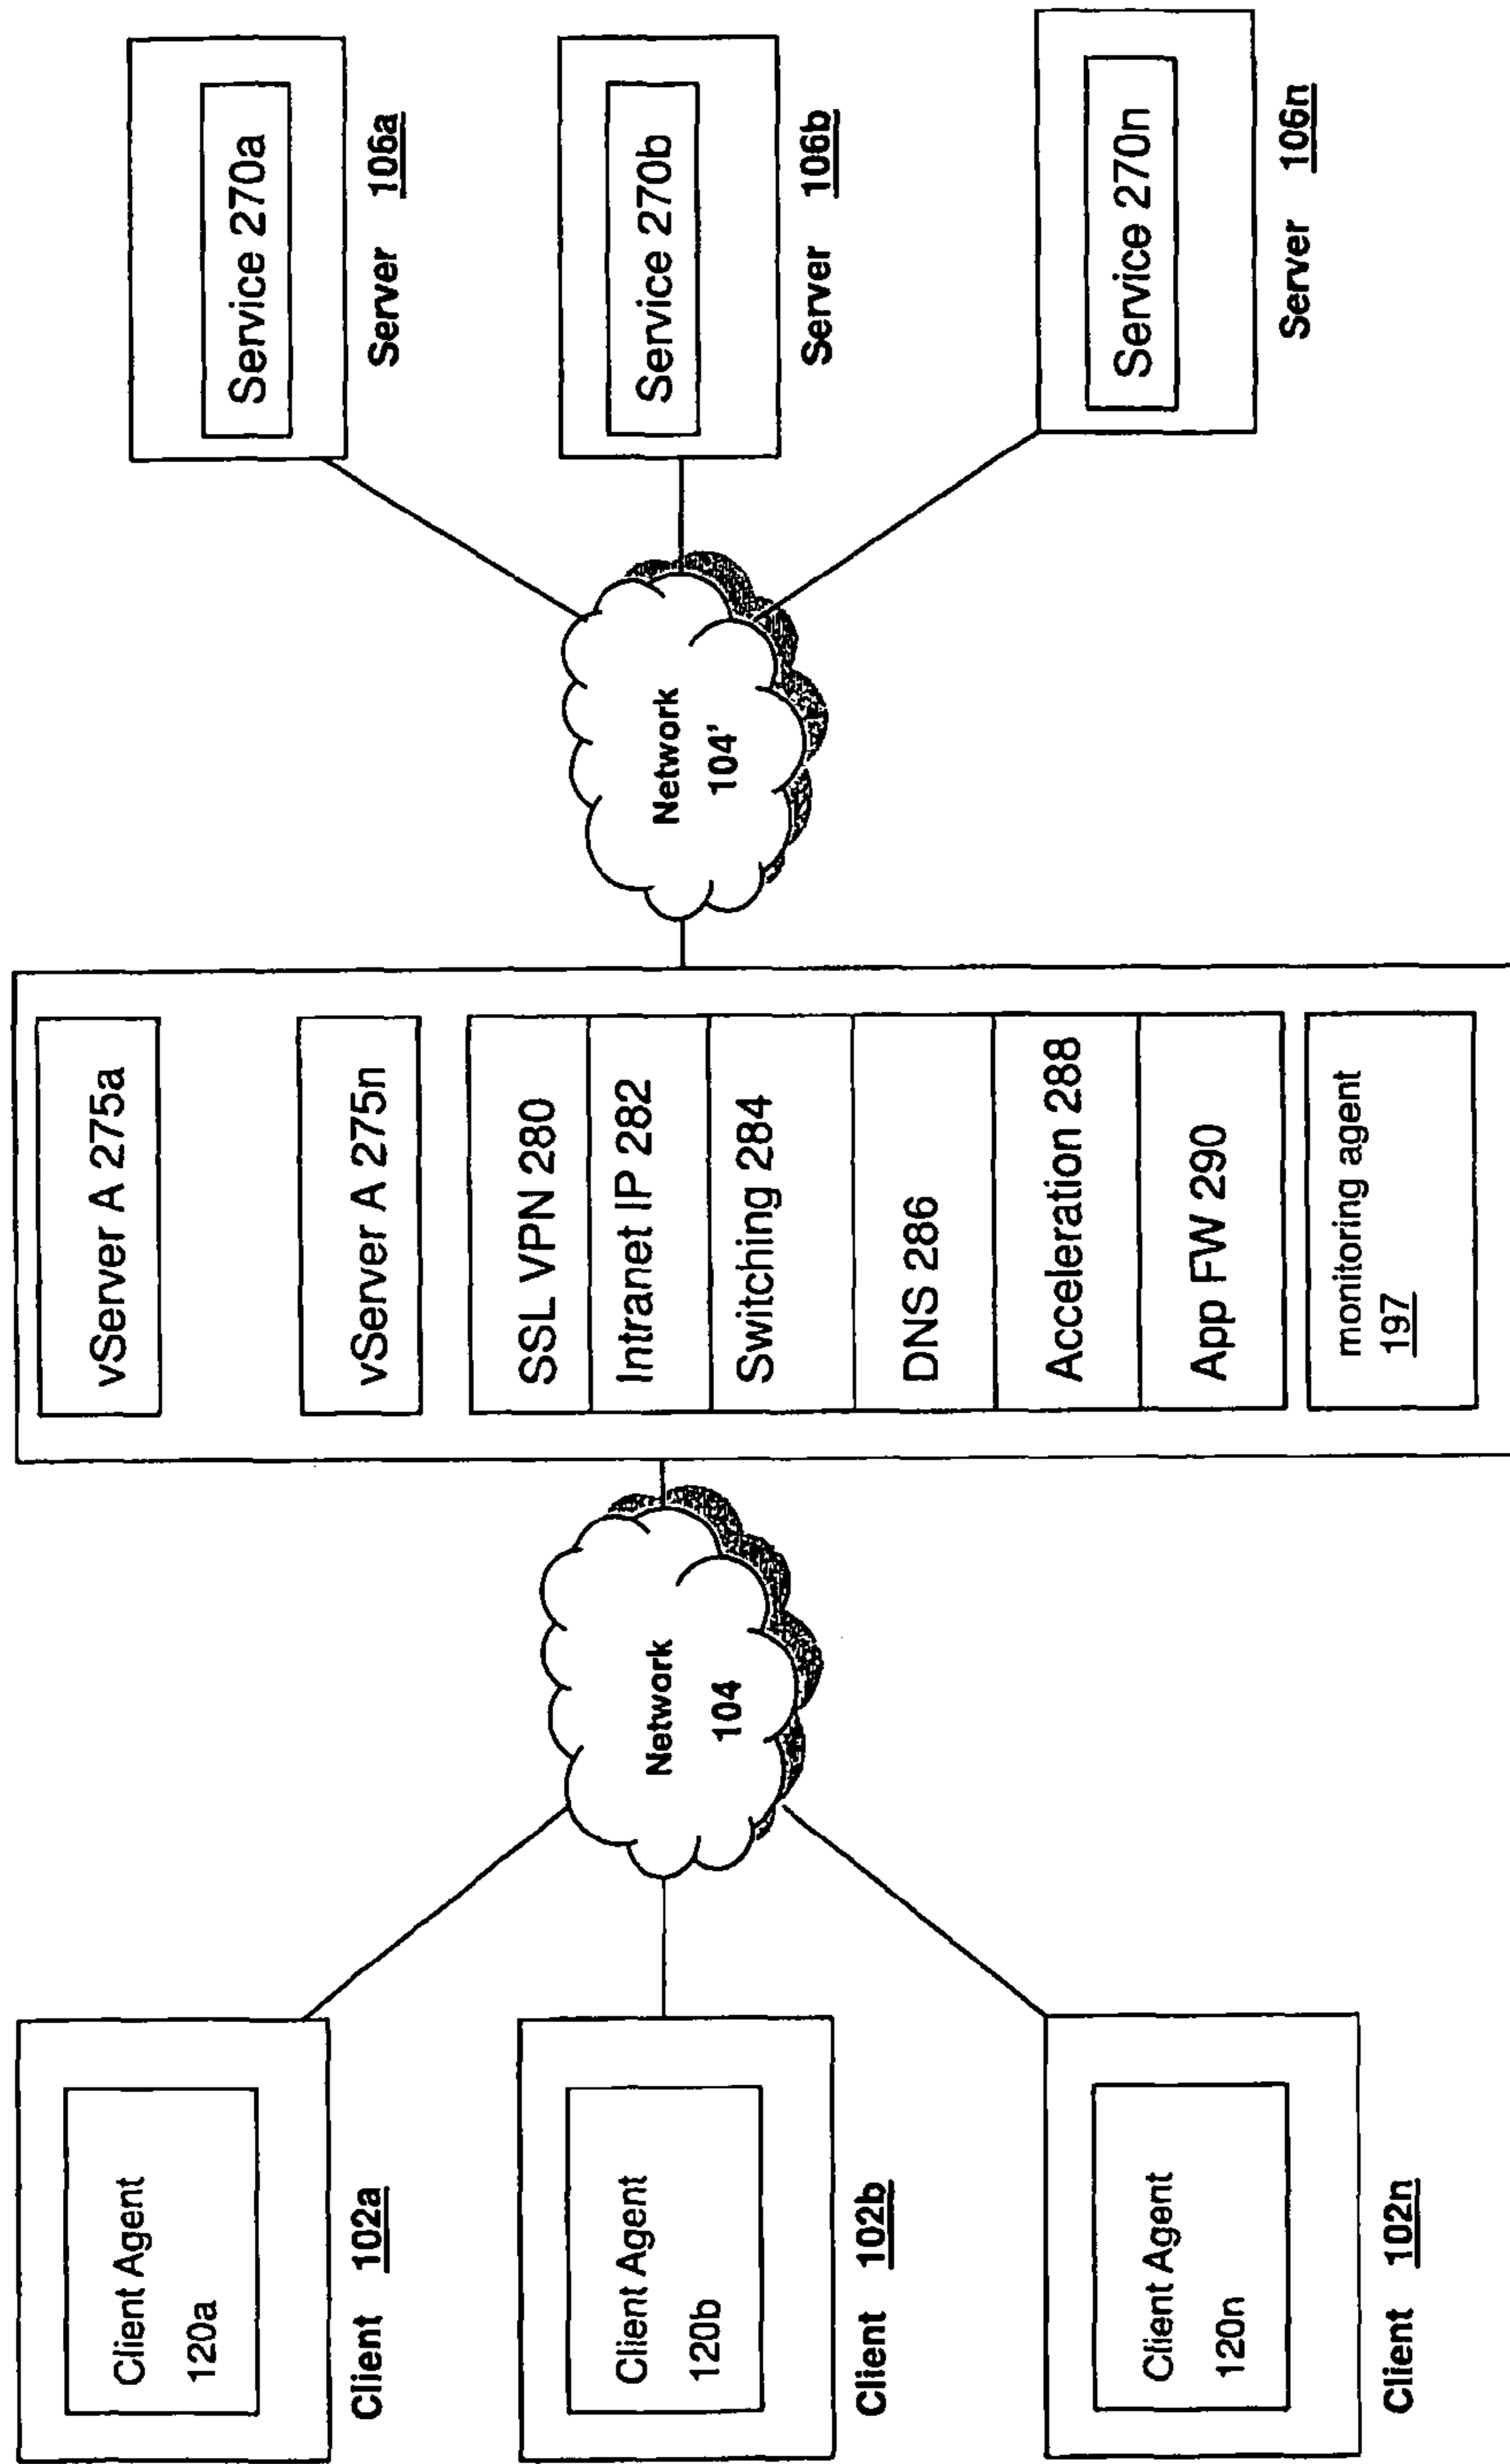 Client Agent
120a
Client 102a
Client Agent
120b
Client 102b
Client Agent
120n
Client 102n
Network
104
vServer A 275a
vServer A 275n
SSL VPN 280
Intranet IP 282
Switching 284
DNS 286
Acceleration 288
App FW 290
monitoring agent
197
Network
104'
Service 270a
Server 106a
Service 270b
Server 106b
Service 270n
Server 106n